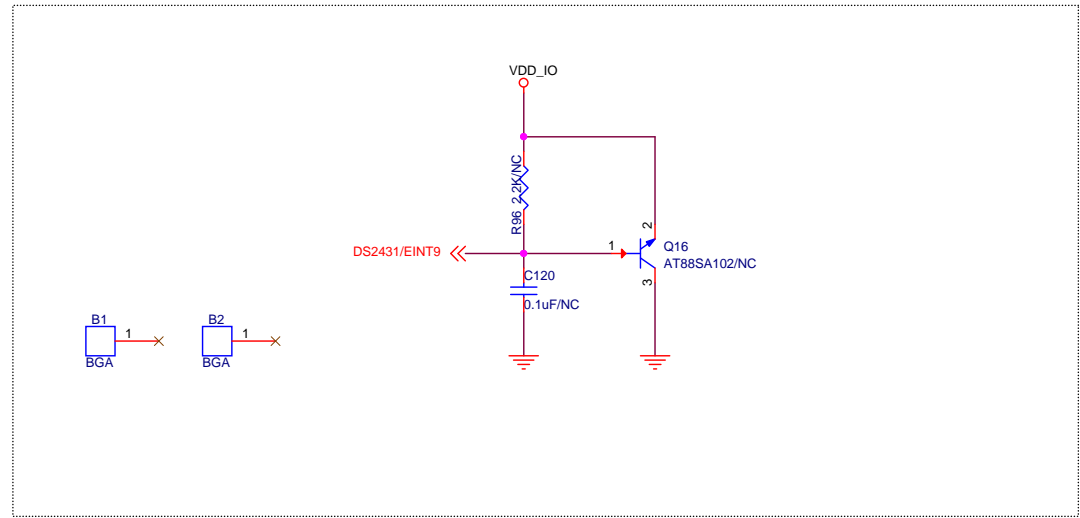 VDD_IO
R96 2.2K/NC
2
DS2431/EINT9
1
Q16
AT88SA102/NC
3
C120
0.1uF/NC
B1
1
BGA
B2
1
BGA